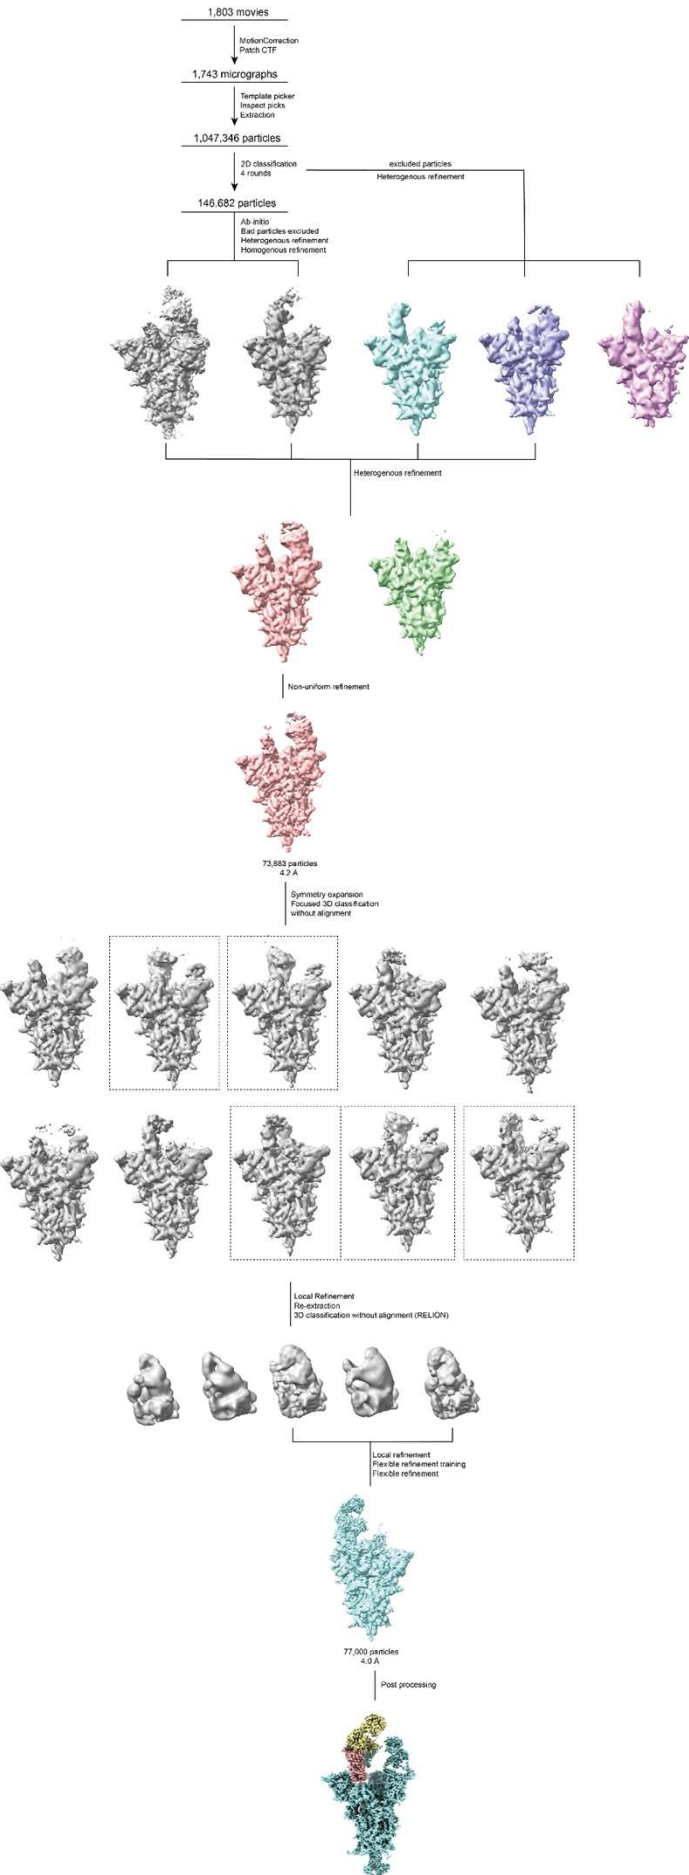 1,803 movies
MotionCorraction
Patch CTF
1,743 micrographs
Template picker
Inspect picks
Extraction
1,047,346 particles
2D classification
4 rounds
excluded particles
Heterogenous refinement
146,682 particles
Ab-initio
Bad particles excluded
Heterogenous refinement
Homogenous refinement
Heterogenous refinement
Non-uniform refinement
73,883 particles
4.2 Å
Symmetry expansion
Focused 3D classification
without alignment
Local Refinement
Re-extraction
3D classification without alignment (RELION)
Local refinement
Flexible refinement training
Flexible refinement
77,000 particles
4.0 Å
Post processing